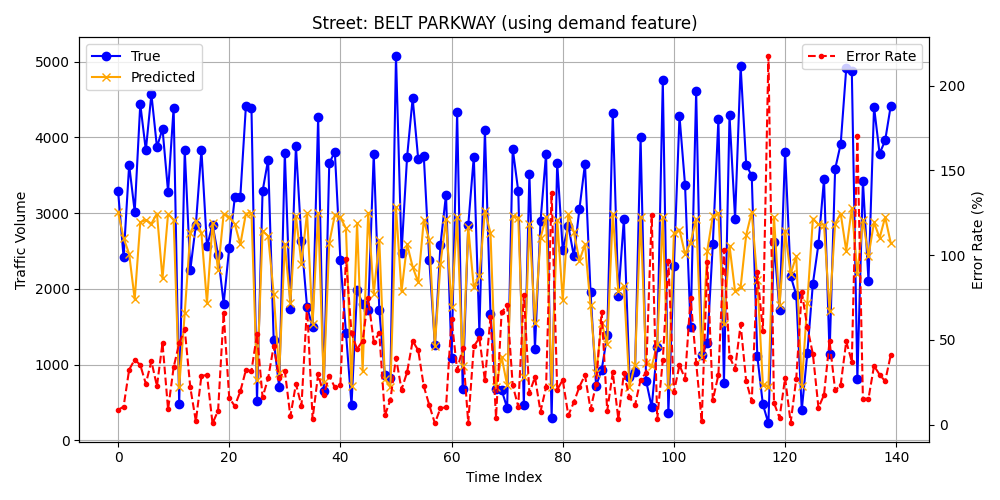 Street: BELT PARKWAY (using demand feature)
True
Predicted
Error Rate
5000
4000
3000
2000
1000
0
Traffic Volume
200
150
100
50
0
Error Rate (%)
0 20 40 60 80 100 120 140
Time Index